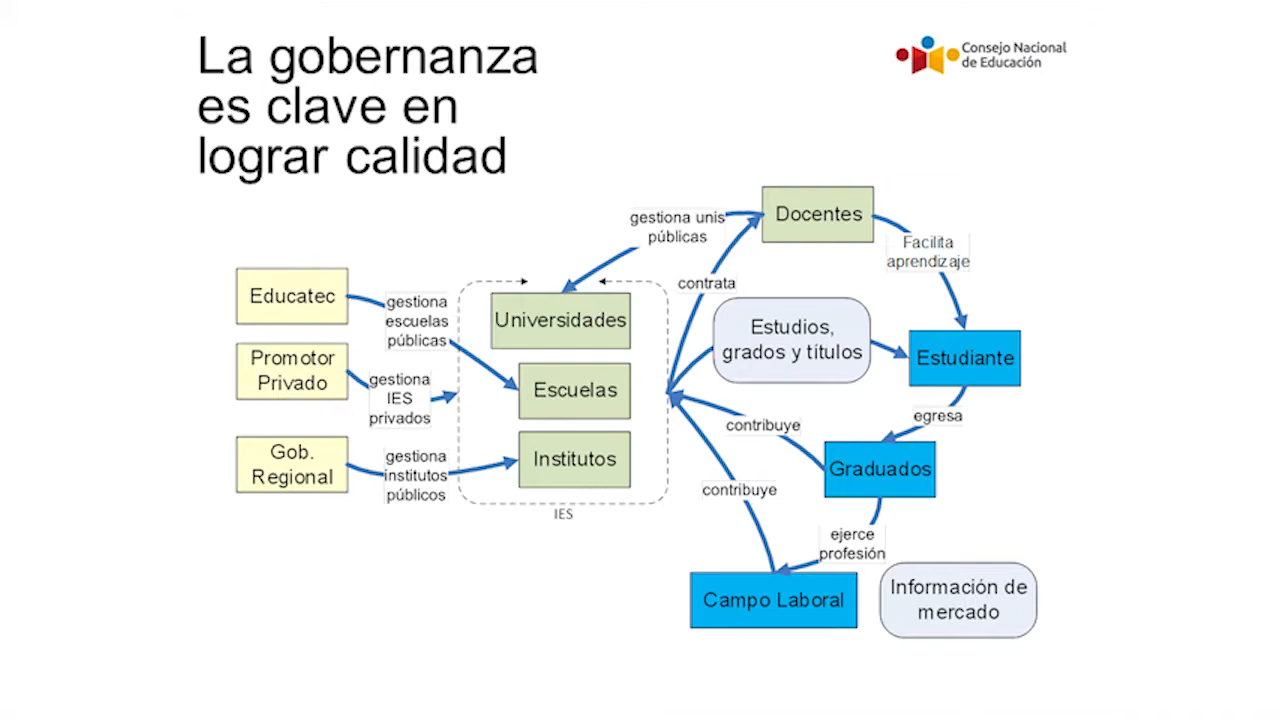 La gobernanza
es clave en
lograr calidad
Consejo Nacional
de Educación
Docentes
gestiona unis
públicas
Facilita
aprendizaje
contrata
Educatec
gestiona
escuelas
públicas
Universidades
Estudios,
grados y títulos
Estudiante
Promotor
Privado
gestiona
IES
privados
Escuelas
egresa
contribuye
Gob.
Regional
gestiona
institutos
públicos
Institutos
Graduados
contribuye
IES
ejerce
profesión
Campo Laboral
Información de
mercado